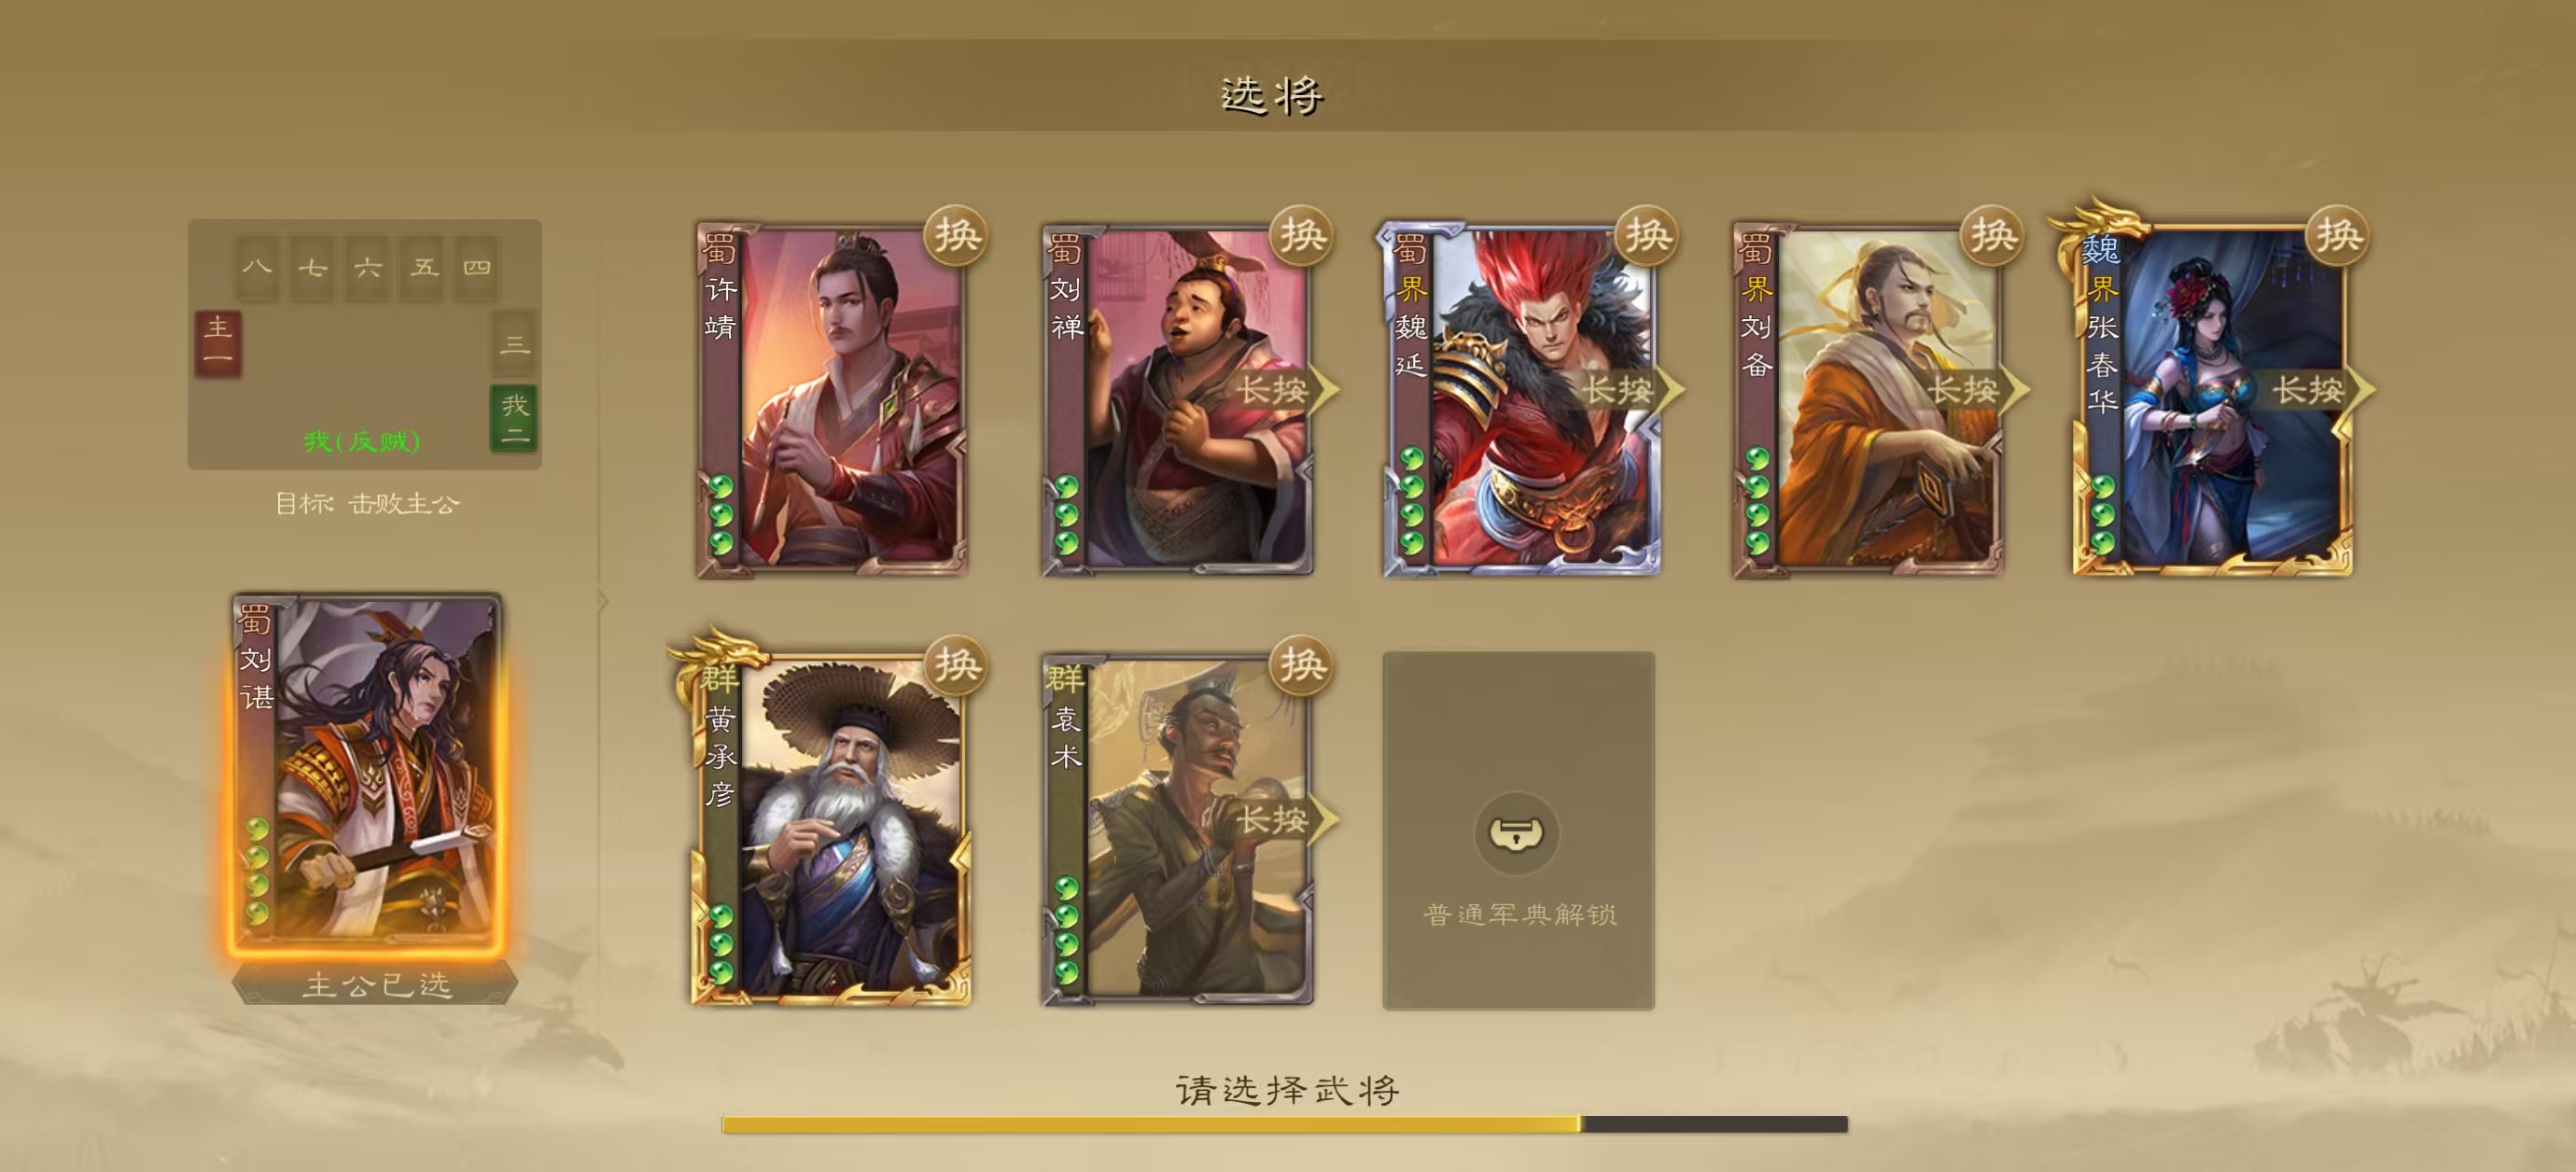 选将
八 七 六 五 四
主一
三
我二
我(反贼)
目标: 击败主公
蜀 刘谌
主公已选
蜀 许靖 换
蜀 刘禅 换 长按
蜀 界 魏延 换 长按
蜀 界 刘备 换 长按
魏 界 张春华 换 长按
群 黄承彦 换
群 袁术 换 长按
普通军典解锁
请选择武将